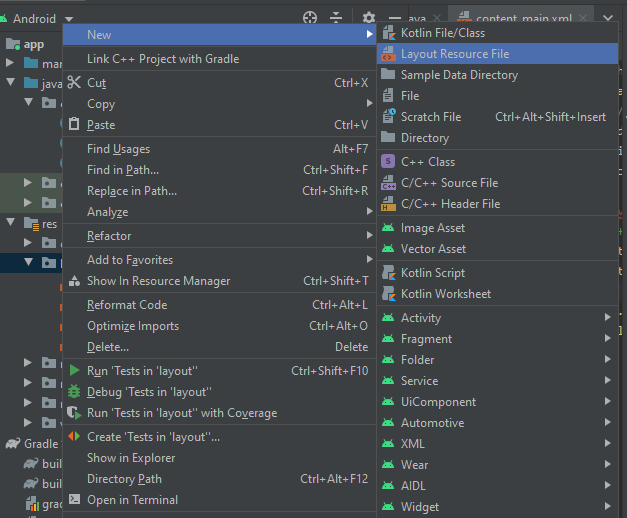 Android
java
content_main.xml
app
java
res
Gradle
New
Link C++ Project with Gradle
Cut Ctrl+X
Copy
Paste Ctrl+V
Find Usages Alt+F7
Find in Path... Ctrl+Shift+F
Replace in Path... Ctrl+Shift+R
Analyze
Refactor
Add to Favorites
Show In Resource Manager Ctrl+Shift+T
Reformat Code Ctrl+Alt+L
Optimize Imports Ctrl+Alt+O
Delete... Delete
Run 'Tests in 'layout'' Ctrl+Shift+F10
Debug 'Tests in 'layout''
Run 'Tests in 'layout'' with Coverage
Create 'Tests in 'layout''...
Show in Explorer
Directory Path Ctrl+Alt+F12
Open in Terminal
Kotlin File/Class
Layout Resource File
Sample Data Directory
File
Scratch File Ctrl+Alt+Shift+Insert
Directory
C++ Class
C/C++ Source File
C/C++ Header File
Image Asset
Vector Asset
Kotlin Script
Kotlin Worksheet
Activity
Fragment
Folder
Service
UiComponent
Automotive
XML
Wear
AIDL
Widget